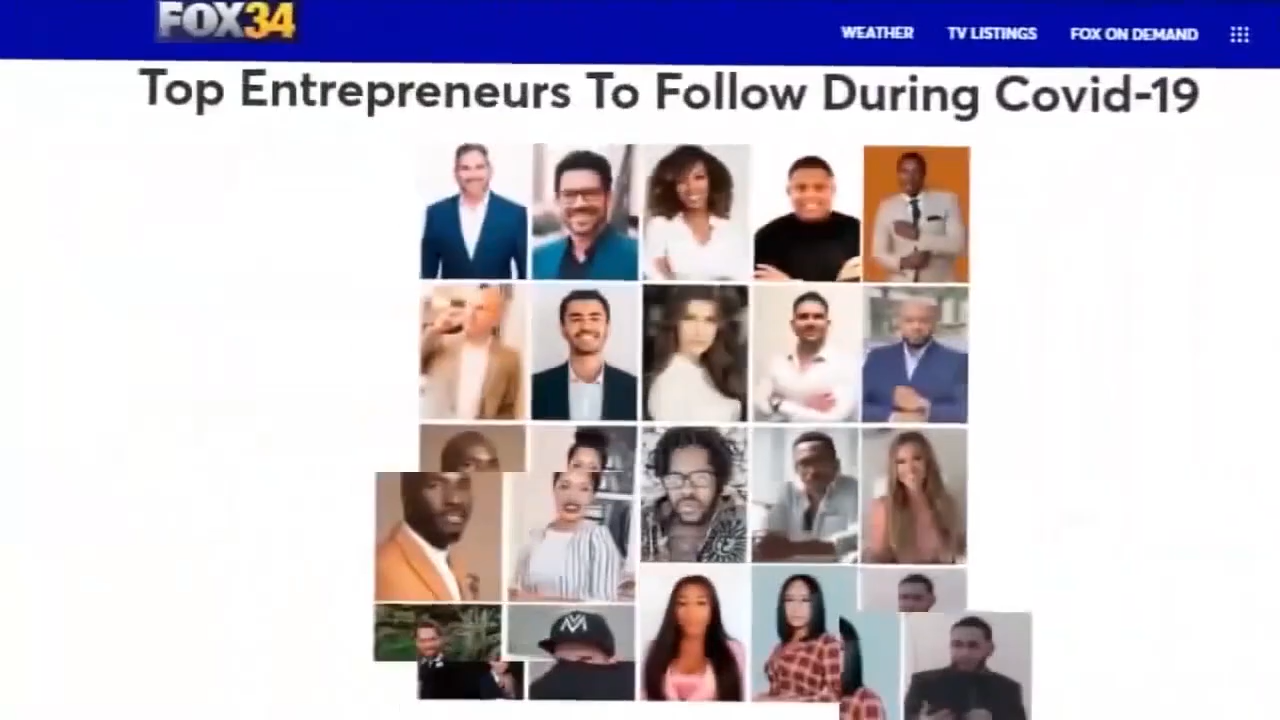 FOX34
WEATHER TV LISTINGS FOX ON DEMAND
Top Entrepreneurs To Follow During Covid-19